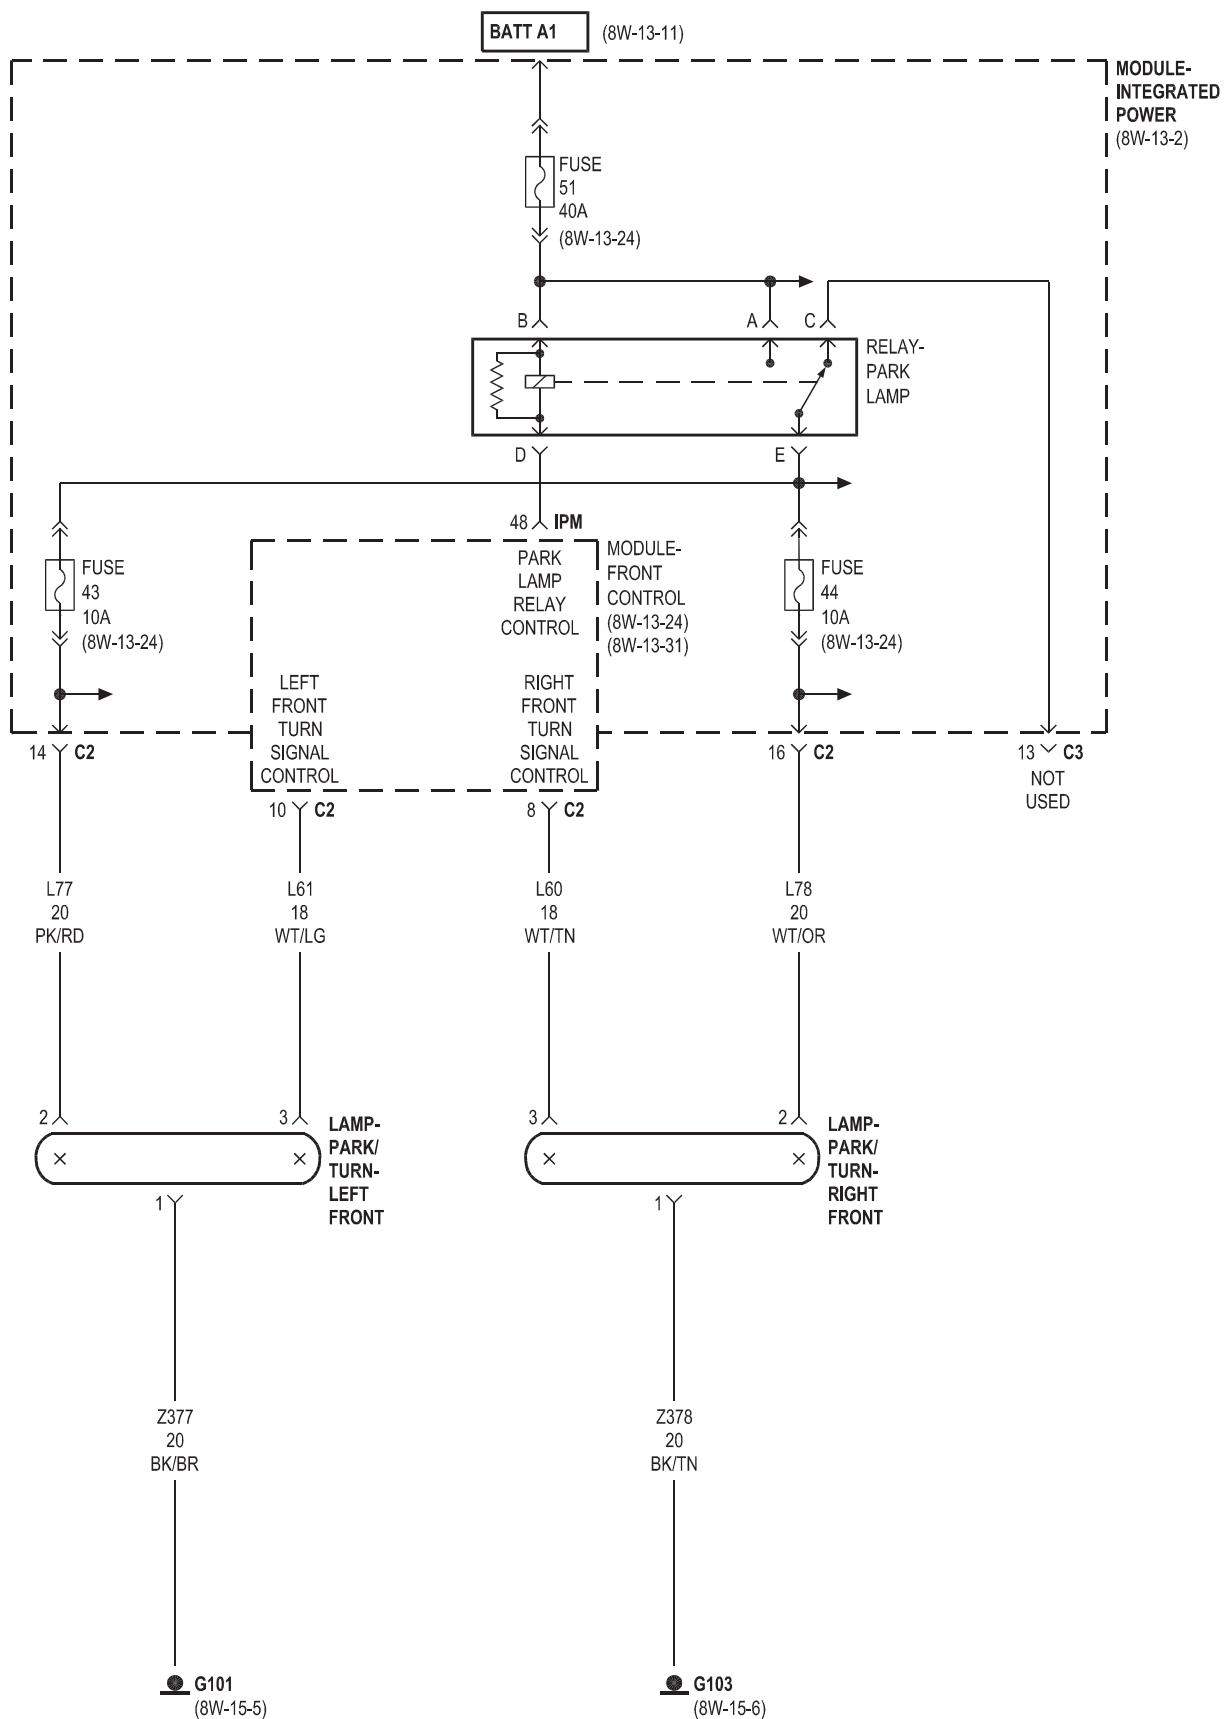 BATT A1 (8W-13-11)
MODULE-
INTEGRATED
POWER
(8W-13-2)
FUSE
51
40A
(8W-13-24)
B
A
C
RELAY-
PARK
LAMP
D
E
48 IPM
PARK
LAMP
RELAY
CONTROL
MODULE-
FRONT
CONTROL
(8W-13-24)
(8W-13-31)
FUSE
43
10A
(8W-13-24)
FUSE
44
10A
(8W-13-24)
LEFT
FRONT
TURN
SIGNAL
CONTROL
RIGHT
FRONT
TURN
SIGNAL
CONTROL
14 C2
10 C2
8 C2
16 C2
13 C3
NOT
USED
L77
20
PK/RD
L61
18
WT/LG
L60
18
WT/TN
L78
20
WT/OR
2
3
LAMP-
PARK/
TURN-
LEFT
FRONT
3
2
LAMP-
PARK/
TURN-
RIGHT
FRONT
1
1
Z377
20
BK/BR
Z378
20
BK/TN
G101
(8W-15-5)
G103
(8W-15-6)